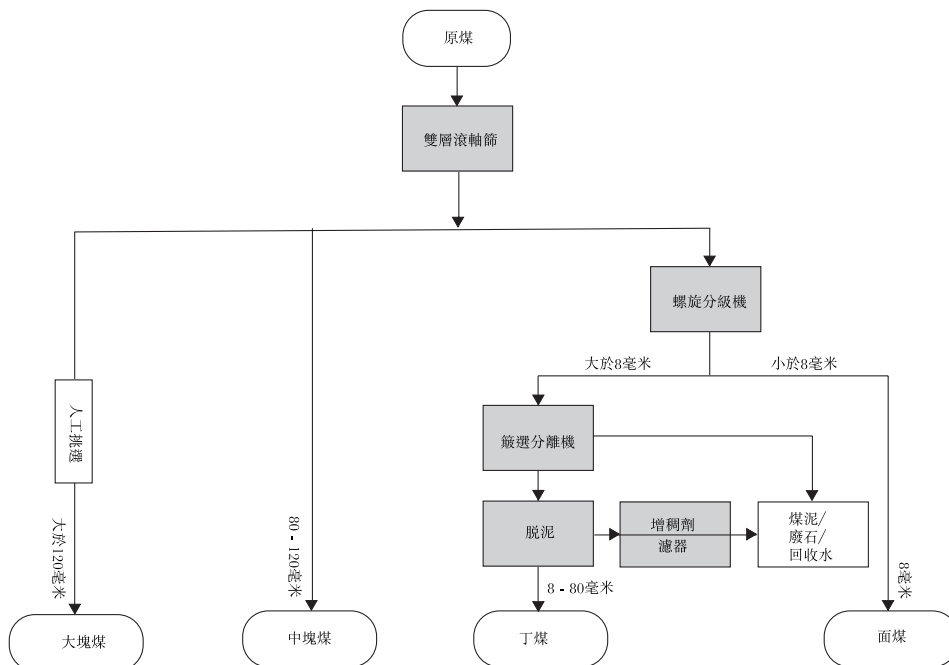 原煤
雙層滾軸篩
螺旋分級機
大於8毫米
小於8毫米
人工挑選
簸選分離機
脫泥
增稠劑
濾器
煤泥/
廢石/
回收水
大於120毫米
80 - 120毫米
8 - 80毫米
8毫米
大塊煤
中塊煤
丁煤
面煤